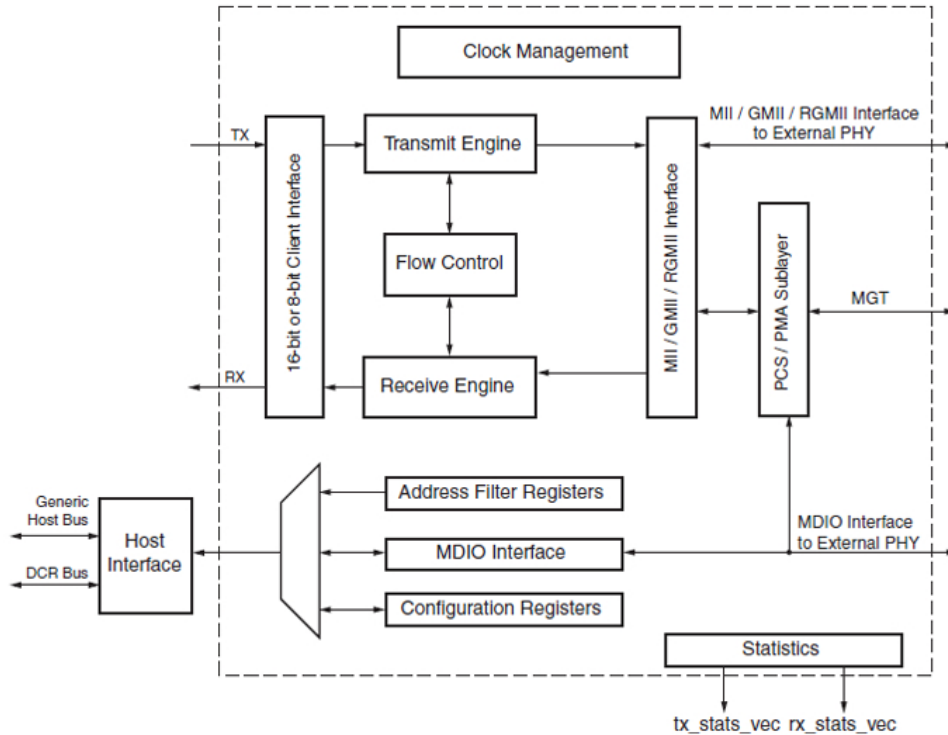 Clock Management
TX
16-bit or 8-bit Client Interface
Transmit Engine
Flow Control
Receive Engine
RX
MII / GMII / RGMII Interface
MII / GMII / RGMII Interface
to External PHY
PCS / PMA Sublayer
MGT
Generic
Host Bus
DCR Bus
Host
Interface
Address Filter Registers
MDIO Interface
Configuration Registers
MDIO Interface
to External PHY
Statistics
tx_stats_vec
rx_stats_vec